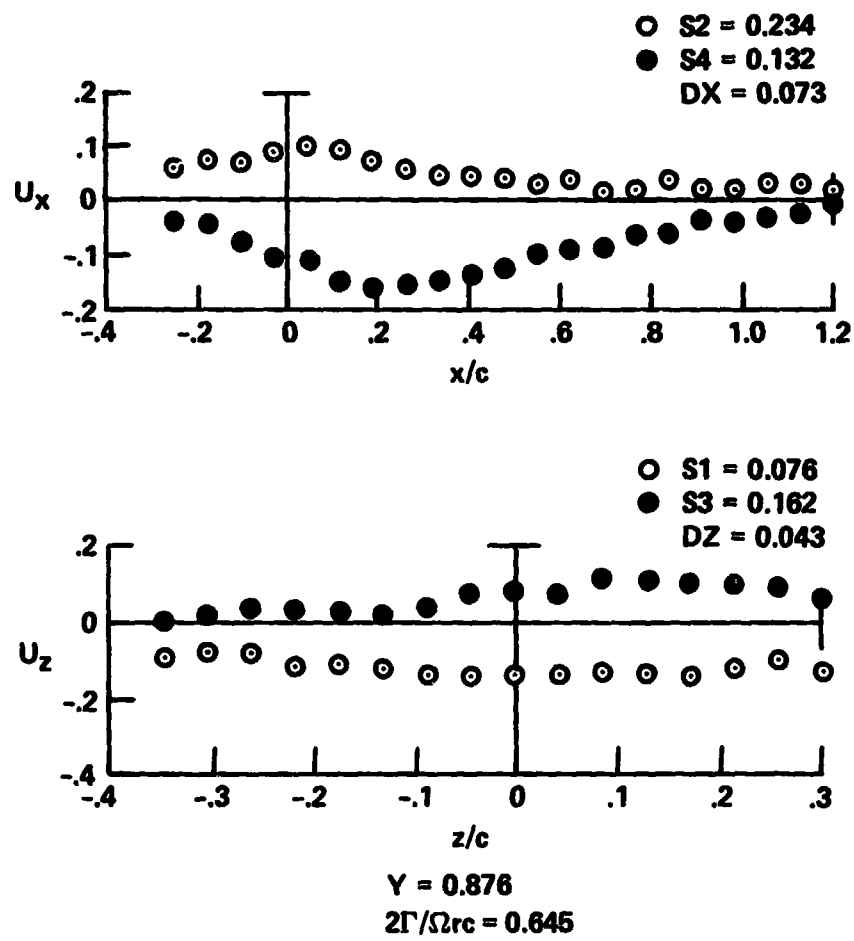 S2 = 0.234
S4 = 0.132
DX = 0.073
.2
.1
0
-.1
-.2
Ux
-.4 -.2 0 .2 .4 .6 .8 1.0 1.2
x/c
S1 = 0.076
S3 = 0.162
DZ = 0.043
.2
0
-.2
-.4
Uz
-.4 -.3 -.2 -.1 0 .1 .2 .3
z/c
Y = 0.876
2Γ/Ωrc = 0.645